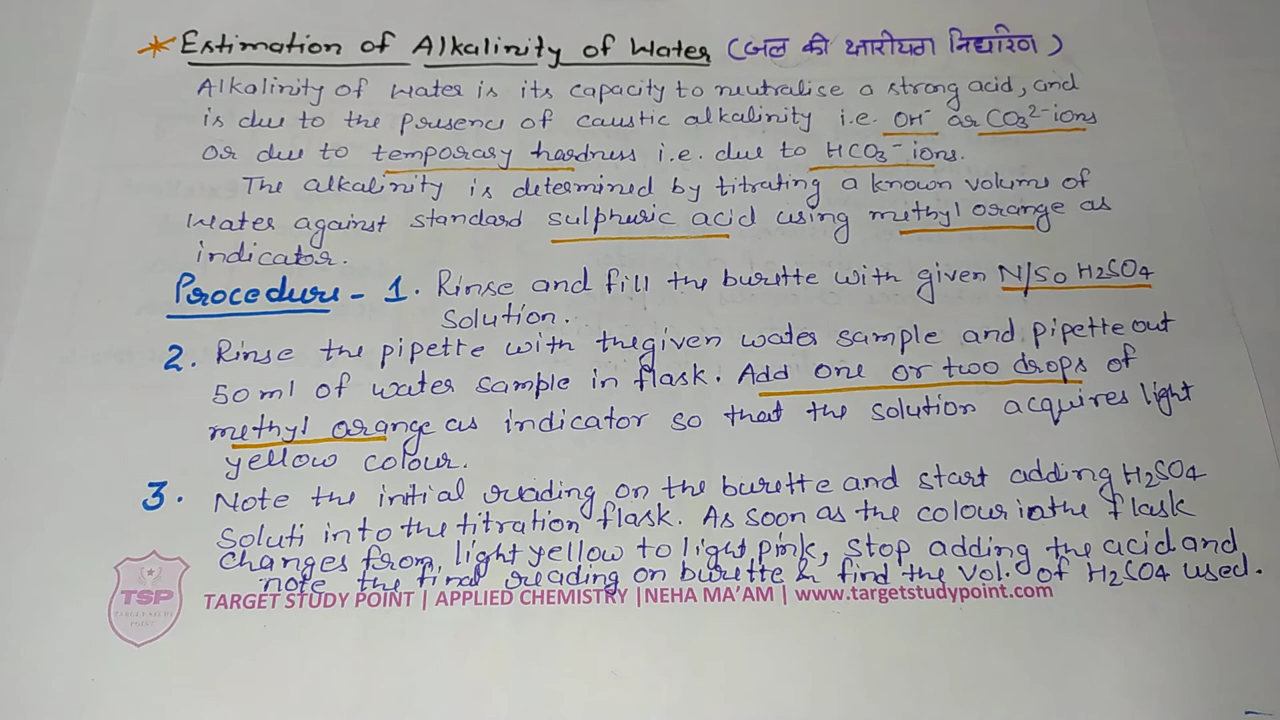 * Estimation of Alkalinity of Water (जल की क्षारीयता निर्धारण)
Alkalinity of water is its capacity to neutralise a strong acid, and
is due to the presence of caustic alkalinity i.e. OH⁻ or CO₃²⁻ ions
or due to temporary hardness i.e. due to HCO₃⁻ ions.
The alkalinity is determined by titrating a known volume of
water against standard sulphuric acid using methyl orange as
indicator.
Procedure - 1. Rinse and fill the burette with given N/50 H2SO4
solution.
2. Rinse the pipette with the given water sample and pipette out
50 ml of water sample in flask. Add one or two drops of
methyl orange as indicator so that the solution acquires light
yellow colour.
3. Note the initial reading on the burette and start adding H2SO4
Soluti into the titration flask. As soon as the colour in the flask
changes from light yellow to light pink, stop adding the acid and
note the final reading on burette & find the Vol. of H2SO4 used.
TSP
TARGET STUDY POINT
TARGET STUDY POINT | APPLIED CHEMISTRY |NEHA MA'AM | www.targetstudypoint.com